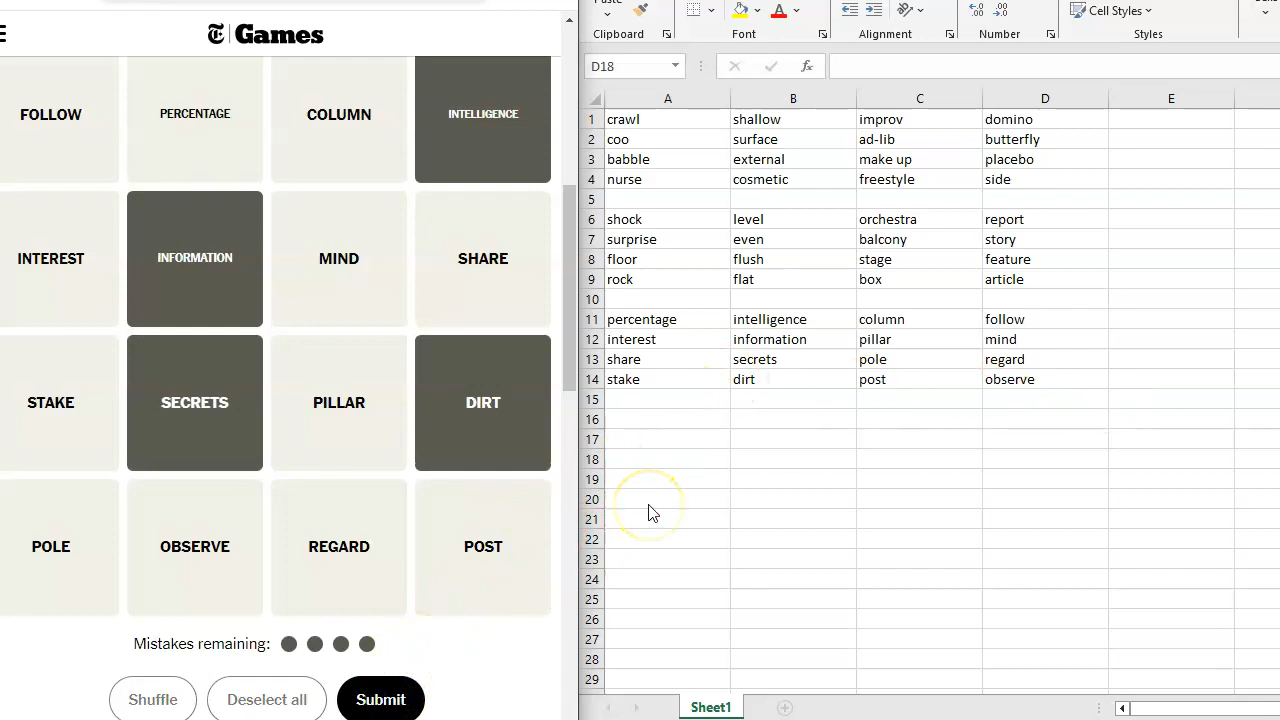 Games
FOLLOW PERCENTAGE COLUMN INTELLIGENCE
INTEREST INFORMATION MIND SHARE
STAKE SECRETS PILLAR DIRT
POLE OBSERVE REGARD POST
Mistakes remaining:
Shuffle Deselect all Submit
Clipboard Font Alignment Number Styles
Cell Styles
D18 fx
A B C D E
1 crawl shallow improv domino
2 coo surface ad-lib butterfly
3 babble external make up placebo
4 nurse cosmetic freestyle side
5
6 shock level orchestra report
7 surprise even balcony story
8 floor flush stage feature
9 rock flat box article
10
11 percentage intelligence column follow
12 interest information pillar mind
13 share secrets pole regard
14 stake dirt post observe
15
16
17
18
19
20
21
22
23
24
25
26
27
28
29
Sheet1